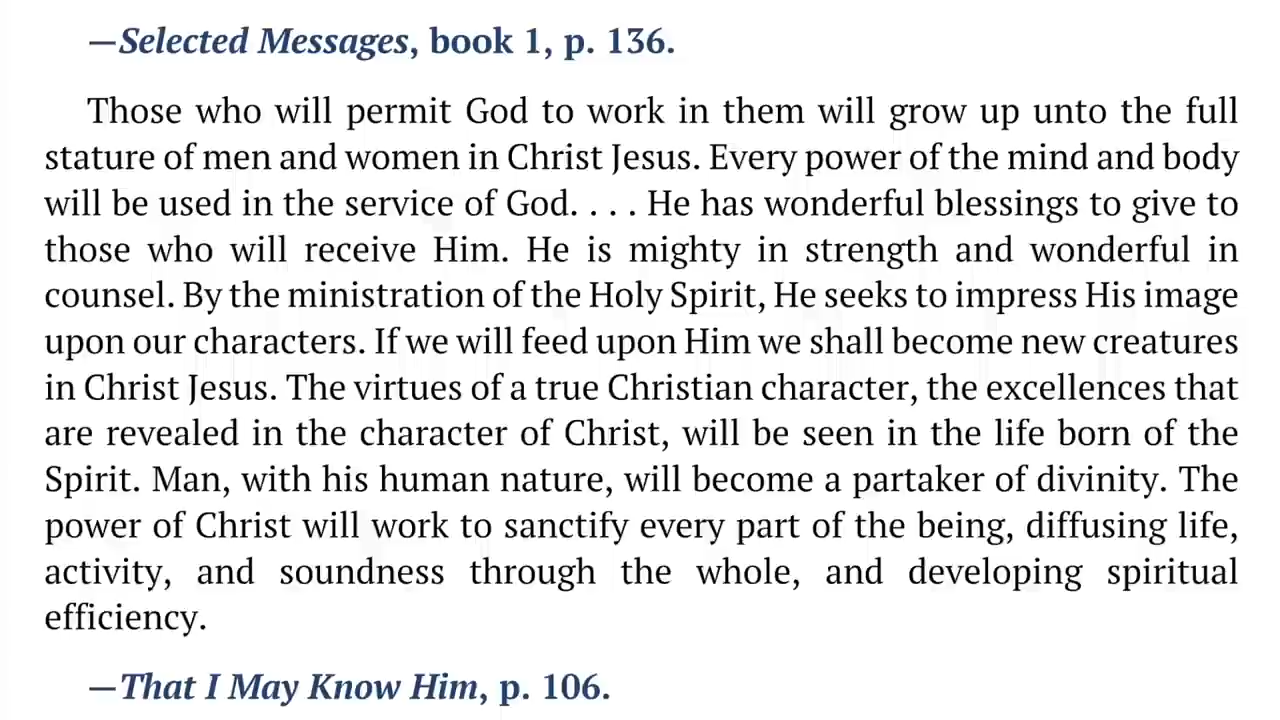 —Selected Messages, book 1, p. 136.
Those who will permit God to work in them will grow up unto the full
stature of men and women in Christ Jesus. Every power of the mind and body
will be used in the service of God. . . . He has wonderful blessings to give to
those who will receive Him. He is mighty in strength and wonderful in
counsel. By the ministration of the Holy Spirit, He seeks to impress His image
upon our characters. If we will feed upon Him we shall become new creatures
in Christ Jesus. The virtues of a true Christian character, the excellences that
are revealed in the character of Christ, will be seen in the life born of the
Spirit. Man, with his human nature, will become a partaker of divinity. The
power of Christ will work to sanctify every part of the being, diffusing life,
activity, and soundness through the whole, and developing spiritual
efficiency.
—That I May Know Him, p. 106.